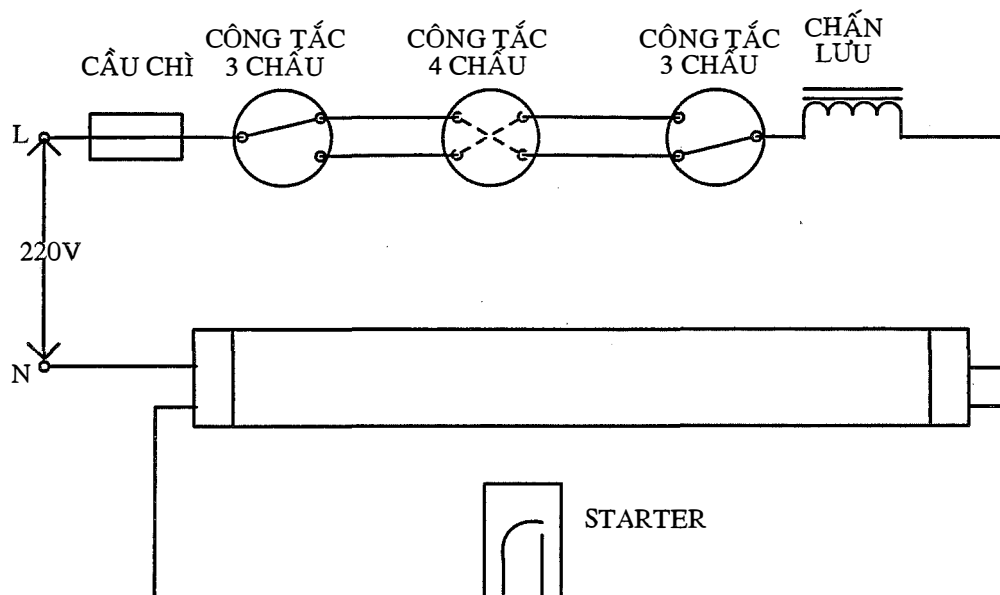 CÔNG TẮC
3 CHẤU
CÔNG TẮC
4 CHẤU
CÔNG TẮC
3 CHẤU
CHẤN
LƯU
CẦU CHÌ
L
220V
N
STARTER